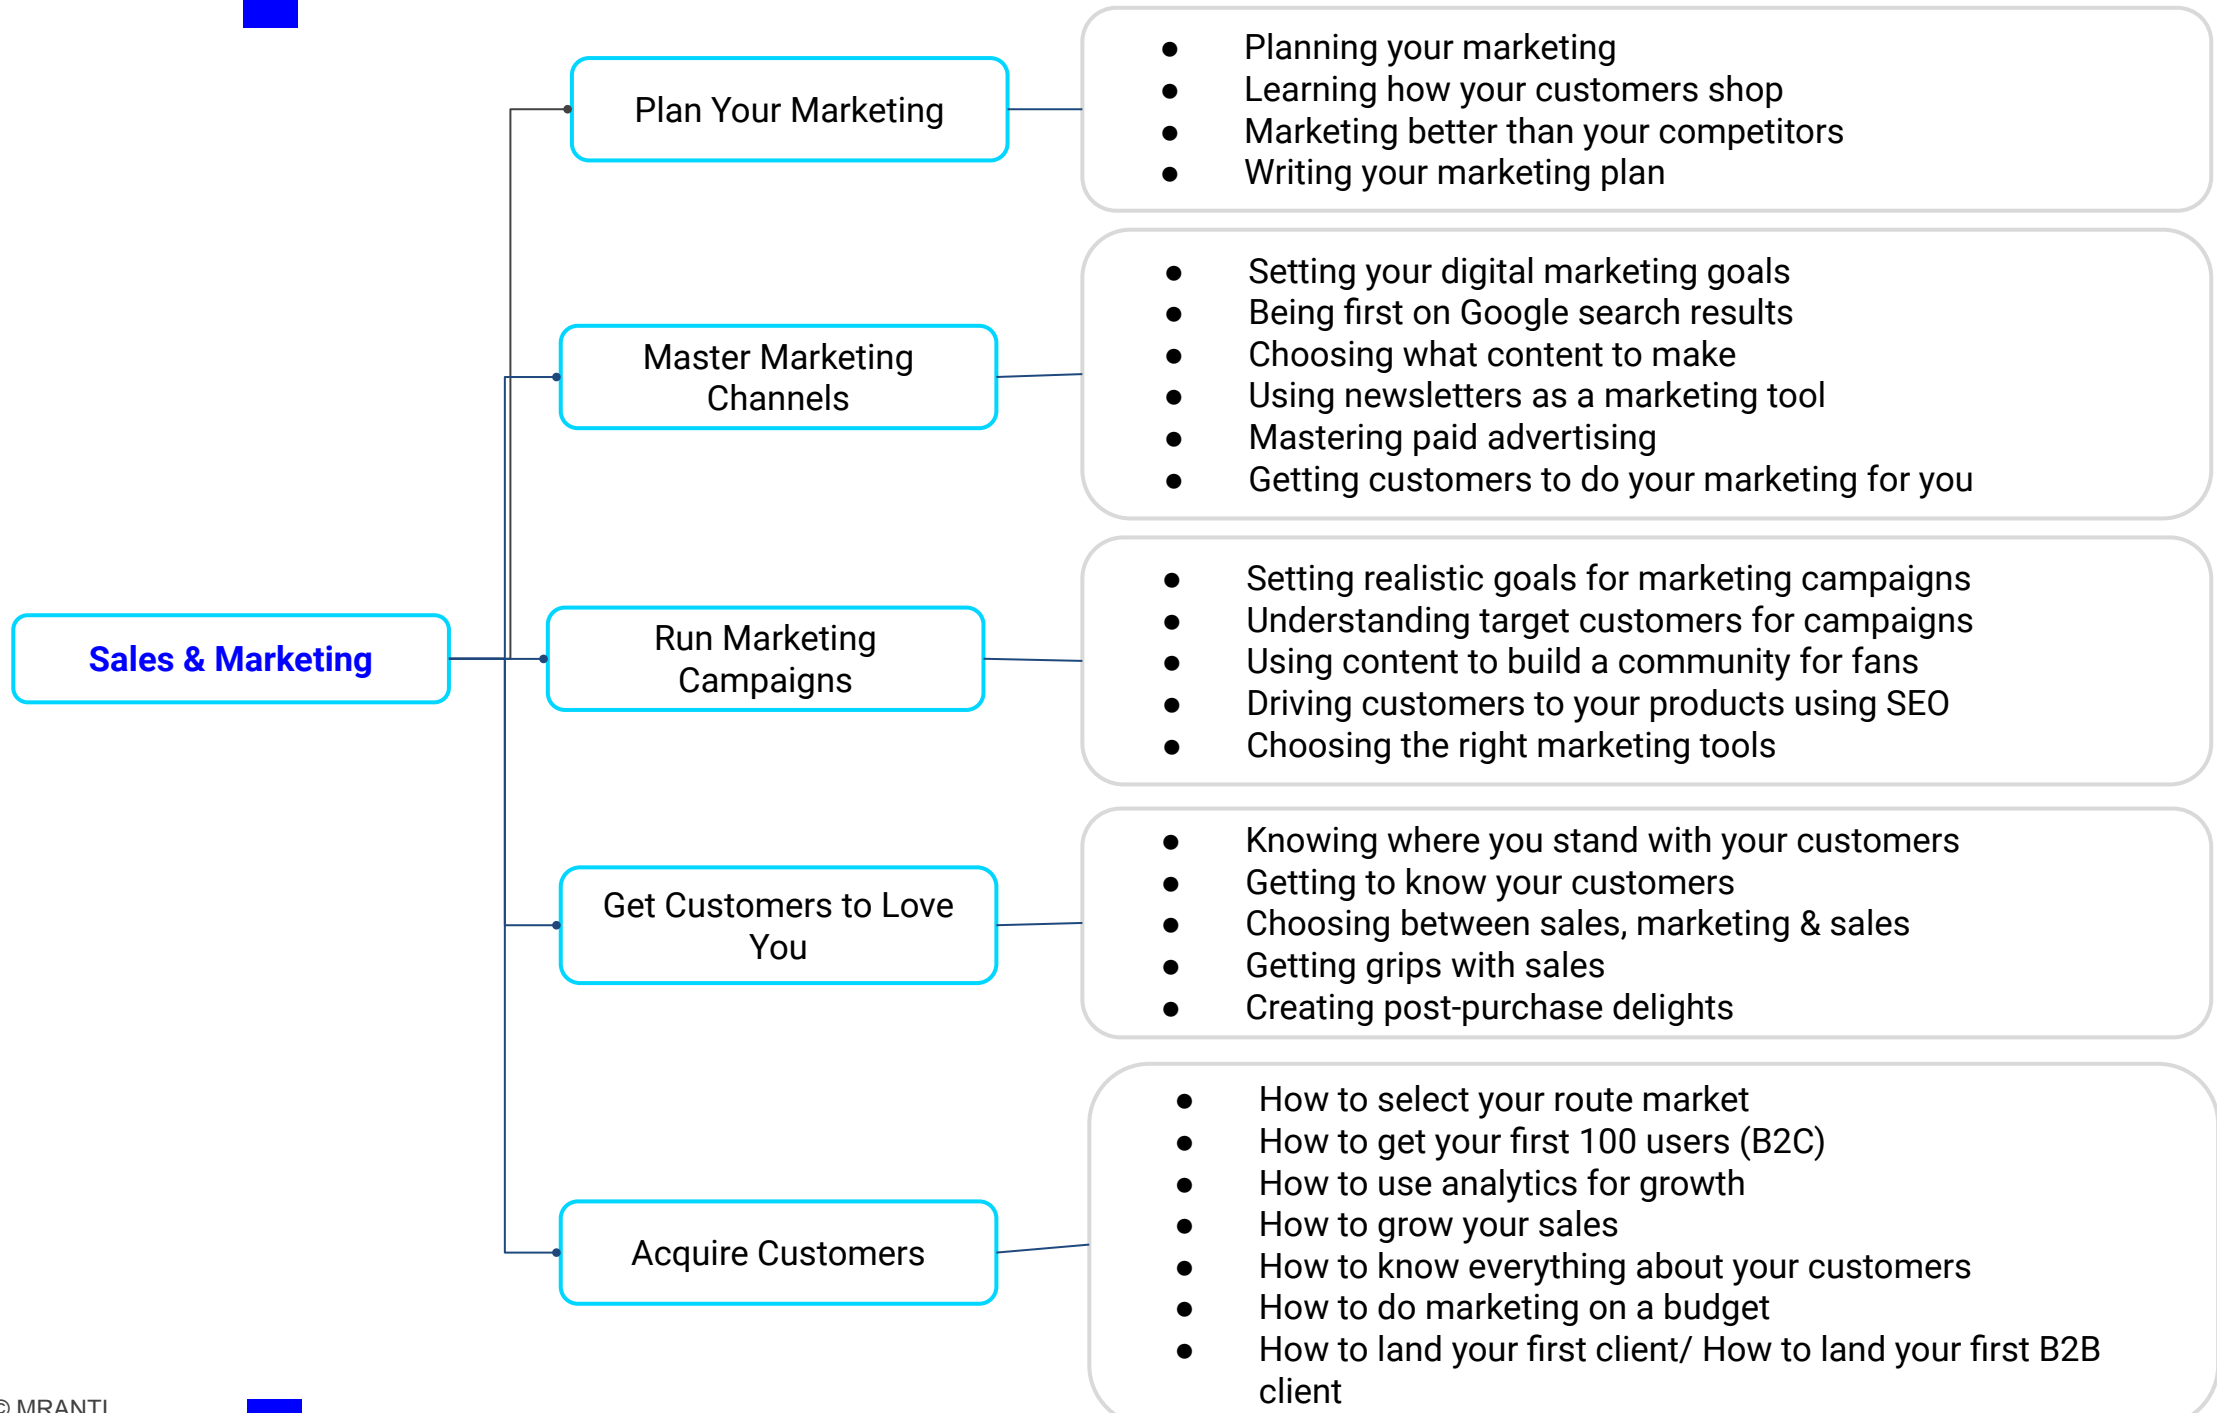 Sales & Marketing
Plan Your Marketing
● Planning your marketing
● Learning how your customers shop
● Marketing better than your competitors
● Writing your marketing plan
Master Marketing
Channels
● Setting your digital marketing goals
● Being first on Google search results
● Choosing what content to make
● Using newsletters as a marketing tool
● Mastering paid advertising
● Getting customers to do your marketing for you
Run Marketing
Campaigns
● Setting realistic goals for marketing campaigns
● Understanding target customers for campaigns
● Using content to build a community for fans
● Driving customers to your products using SEO
● Choosing the right marketing tools
Get Customers to Love
You
● Knowing where you stand with your customers
● Getting to know your customers
● Choosing between sales, marketing & sales
● Getting grips with sales
● Creating post-purchase delights
Acquire Customers
● How to select your route market
● How to get your first 100 users (B2C)
● How to use analytics for growth
● How to grow your sales
● How to know everything about your customers
● How to do marketing on a budget
● How to land your first client/ How to land your first B2B
client
© MRANTI